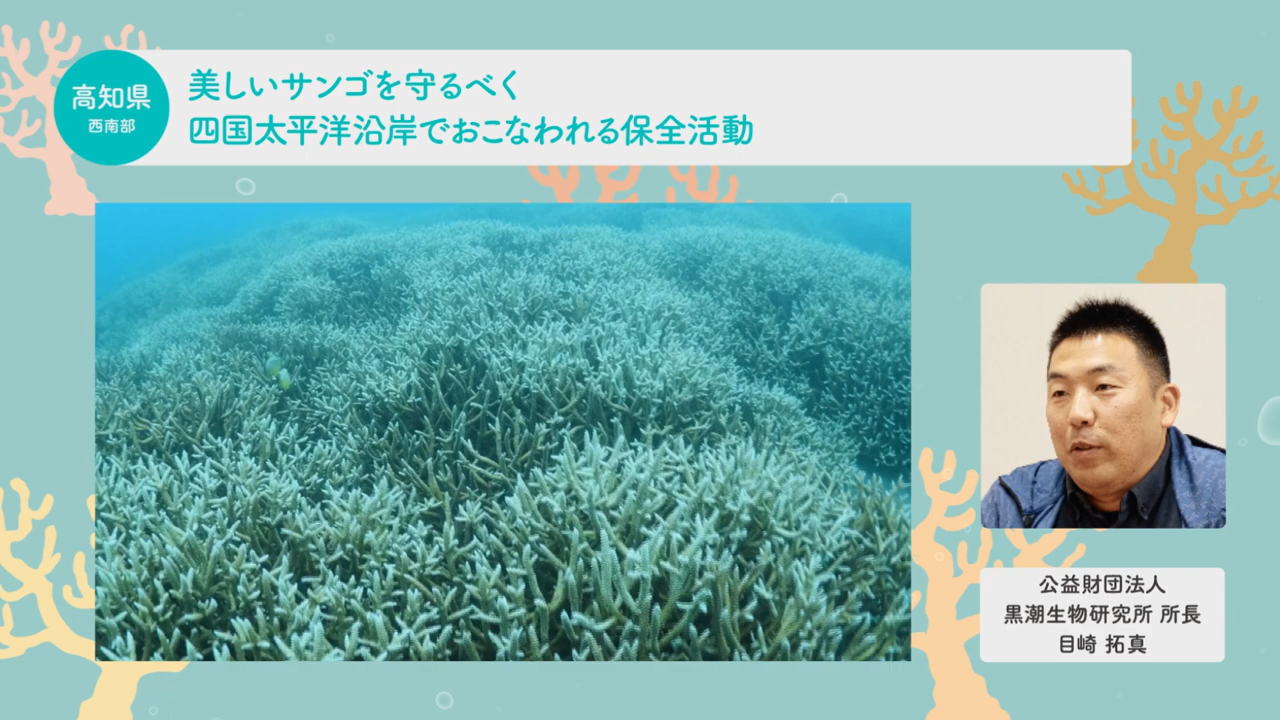 高知県
西南部
美しいサンゴを守るべく
四国太平洋沿岸でおこなわれる保全活動
公益財団法人
黒潮生物研究所 所長
目崎 拓真